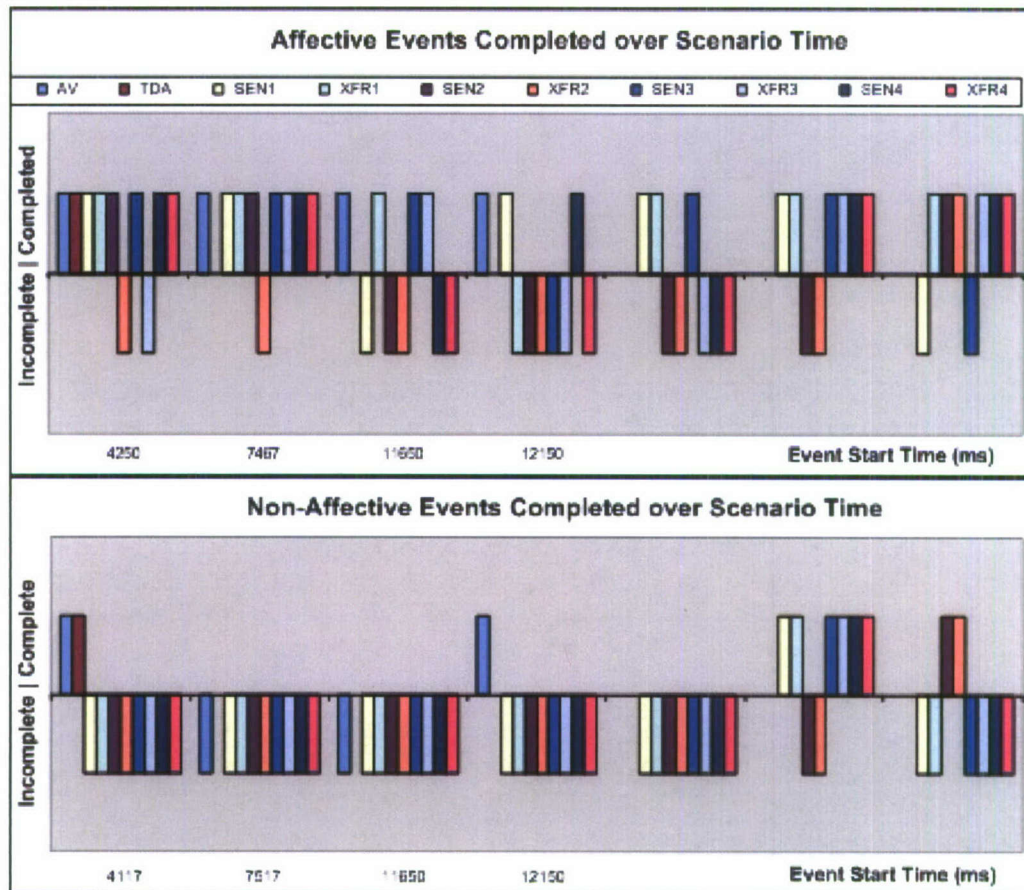 Affective Events Completed over Scenario Time
AV TDA SEN1 XFR1 SEN2 XFR2 SEN3 XFR3 SEN4 XFR4
Incomplete | Completed
4250 7467 11650 12150 Event Start Time (ms)
Non-Affective Events Completed over Scenario Time
Incomplete | Complete
4117 7517 11650 12150 Event Start Time (ms)